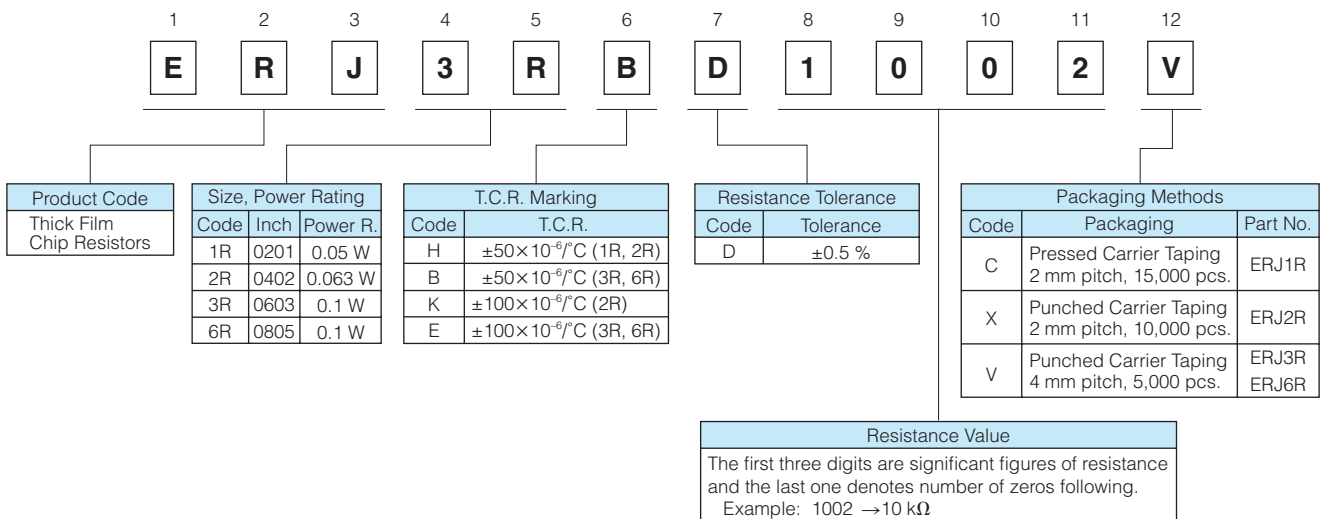 1 2 3 4 5 6 7 8 9 10 11 12
E R J 3 R B D 1 0 0 2 V
Product Code
Thick Film
Chip Resistors
Size, Power Rating
Code Inch Power R.
1R 0201 0.05 W
2R 0402 0.063 W
3R 0603 0.1 W
6R 0805 0.1 W
T.C.R. Marking
Code T.C.R.
H ±50×10⁻⁶/°C (1R, 2R)
B ±50×10⁻⁶/°C (3R, 6R)
K ±100×10⁻⁶/°C (2R)
E ±100×10⁻⁶/°C (3R, 6R)
Resistance Tolerance
Code Tolerance
D ±0.5 %
Packaging Methods
Code Packaging Part No.
C Pressed Carrier Taping
2 mm pitch, 15,000 pcs. ERJ1R
X Punched Carrier Taping
2 mm pitch, 10,000 pcs. ERJ2R
V Punched Carrier Taping ERJ3R
4 mm pitch, 5,000 pcs. ERJ6R
Resistance Value
The first three digits are significant figures of resistance
and the last one denotes number of zeros following.
Example: 1002 →10 kΩ